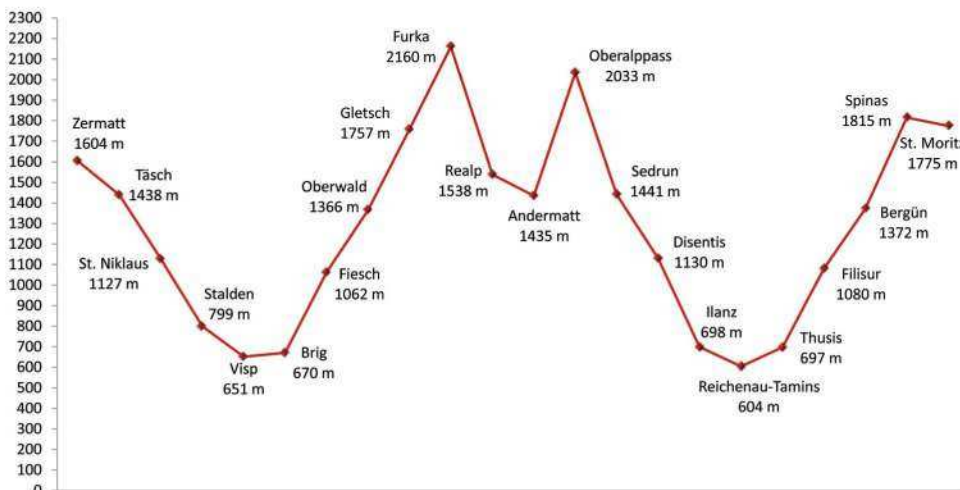 2300
2200
2100
2000
1900
1800
1700
1600
1500
1400
1300
1200
1100
1000
900
800
700
600
500
400
300
200
100
0
Zermatt
1604 m
Täsch
1438 m
St. Niklaus
1127 m
Stalden
799 m
Visp
651 m
Brig
670 m
Fiesch
1062 m
Oberwald
1366 m
Gletsch
1757 m
Furka
2160 m
Realp
1538 m
Andermatt
1435 m
Oberalppass
2033 m
Sedrun
1441 m
Disentis
1130 m
Ilanz
698 m
Reichenau-Tamins
604 m
Thusis
697 m
Filisur
1080 m
Bergün
1372 m
Spinas
1815 m
St. Moritz
1775 m